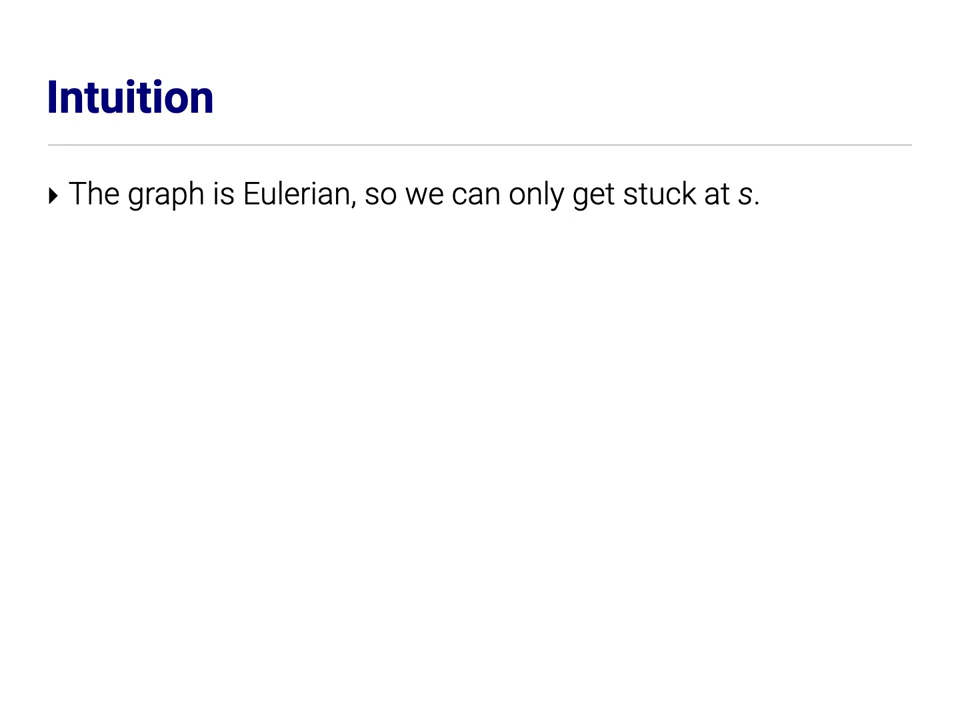 Intuition
▸ The graph is Eulerian, so we can only get stuck at s.